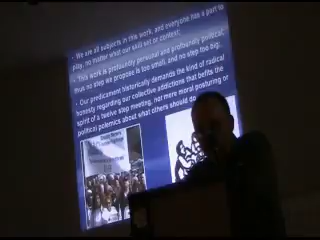 • We are all subjects in this work, and everyone has a part to
play, no matter what our skill set or context;
• This work is profoundly personal and profoundly political,
thus no step we propose is too small, and no step too big;
• Our predicament historically demands the kind of radical
honesty regarding our collective addictions that befits the
spirit of a twelve step meeting, not mere moral posturing or
political polemics about what others should do